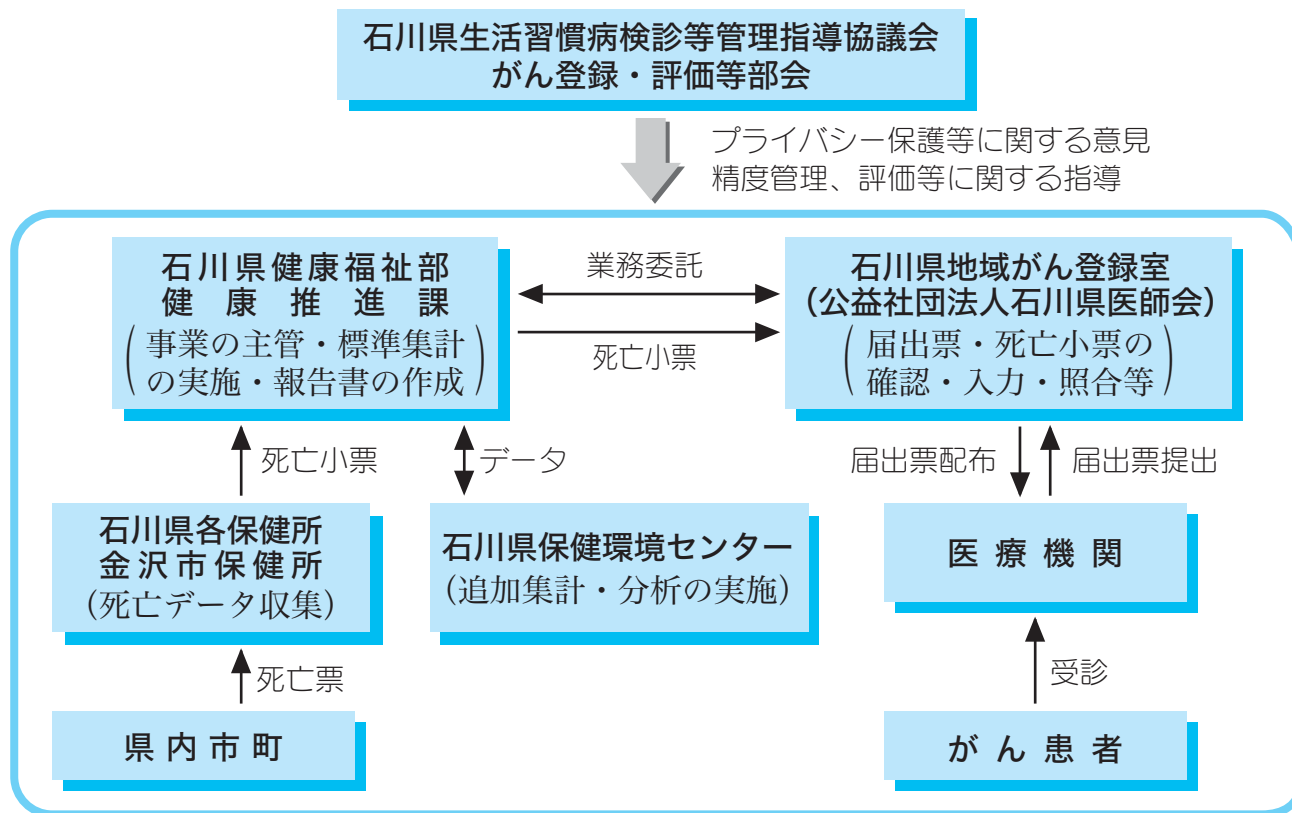 石川県生活習慣病検診等管理指導協議会
がん登録・評価等部会
プライバシー保護等に関する意見
精度管理、評価等に関する指導
石川県健康福祉部
健康推進課
(事業の主管・標準集計
の実施・報告書の作成)
業務委託
死亡小票
石川県地域がん登録室
(公益社団法人石川県医師会)
(届出票・死亡小票の
確認・入力・照合等)
死亡小票
データ
届出票配布
届出票提出
石川県各保健所
金沢市保健所
(死亡データ収集)
石川県保健環境センター
(追加集計・分析の実施)
医療機関
死亡票
受診
県内市町
がん患者